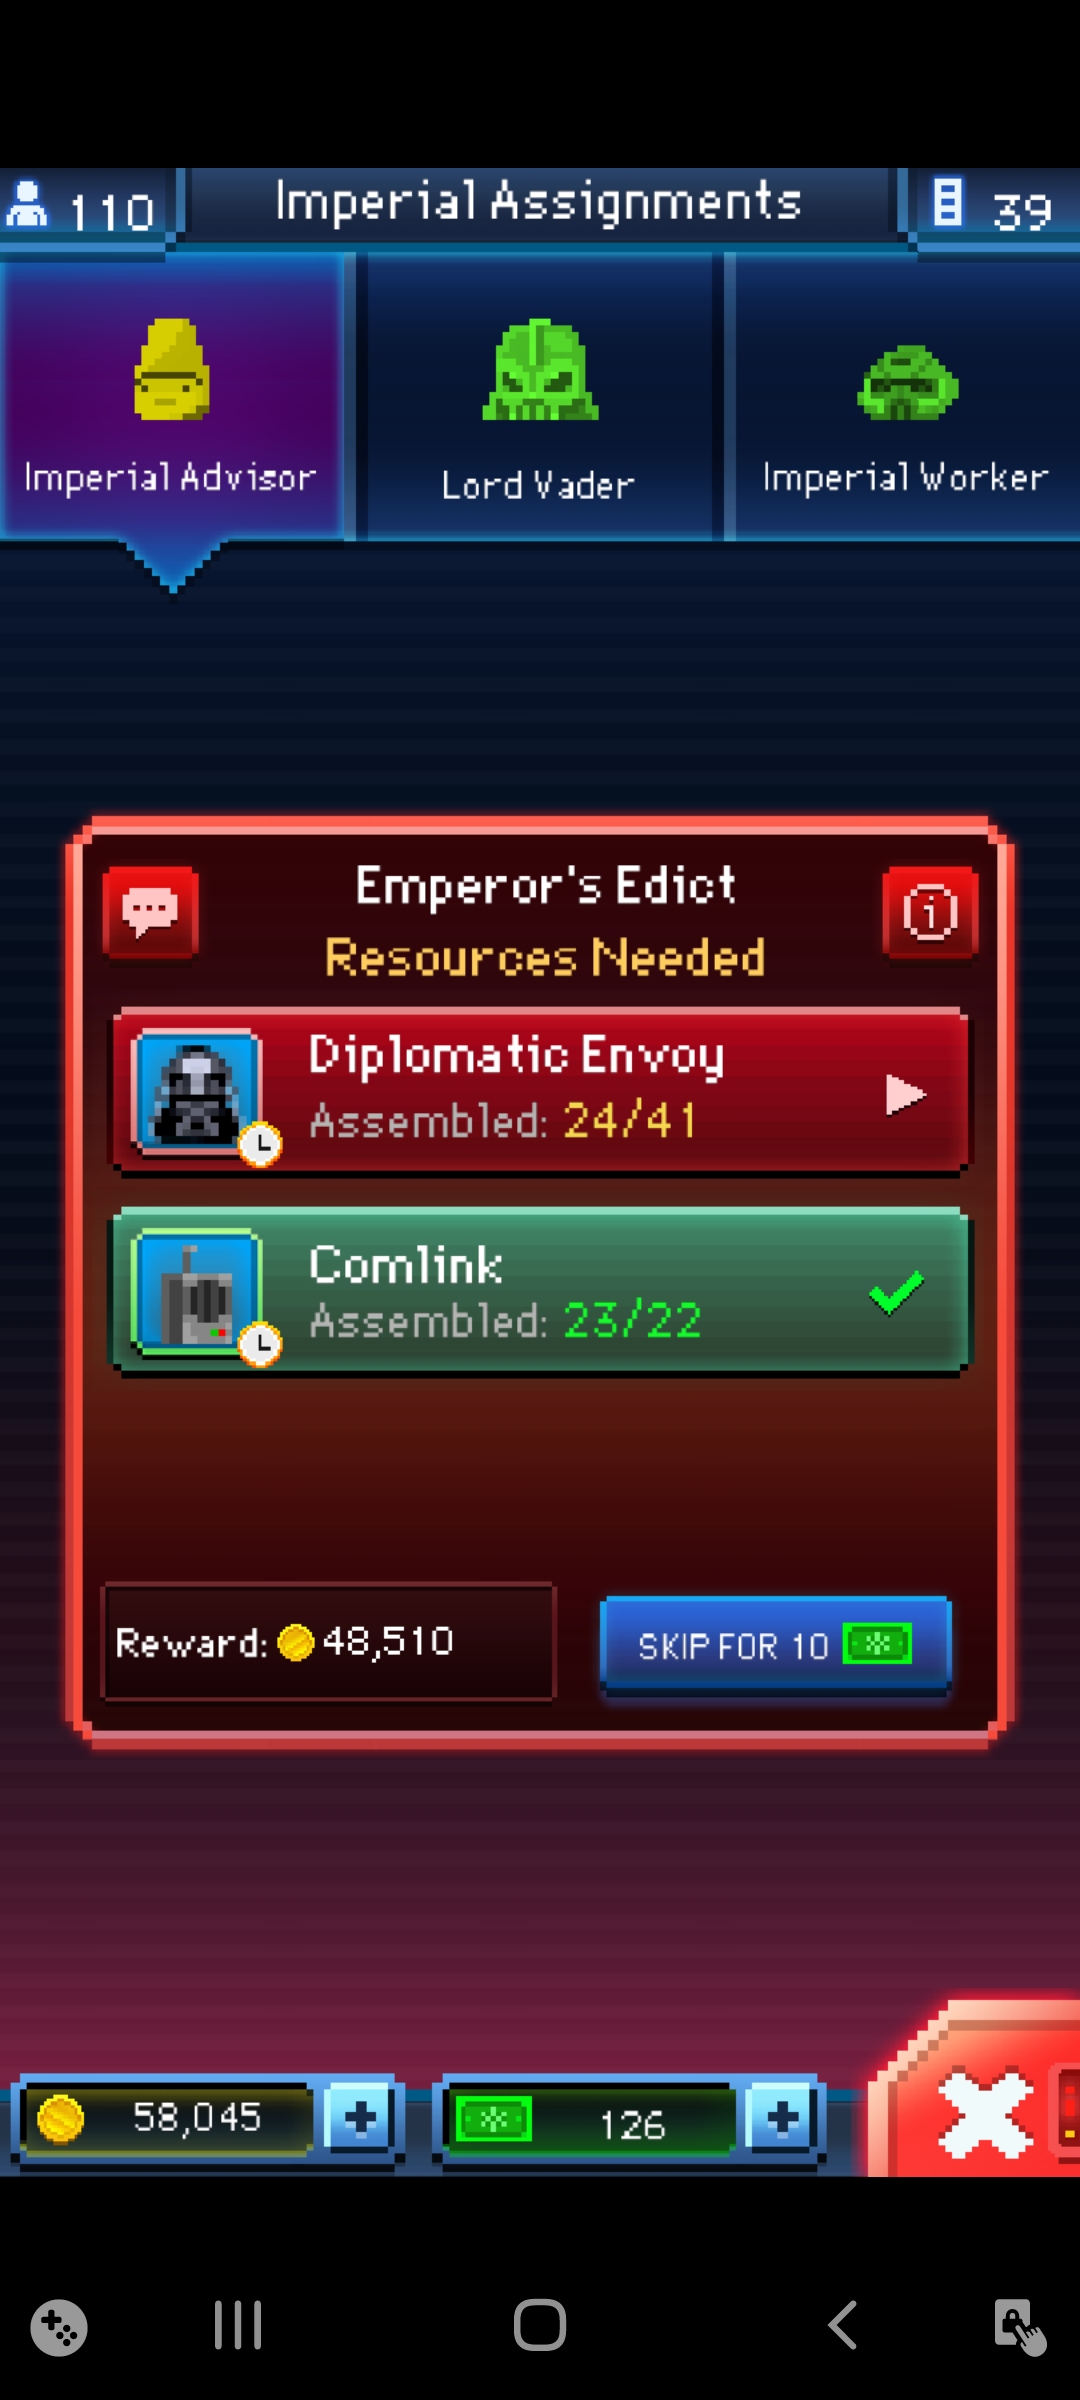 110
Imperial Assignments
39
Imperial Advisor
Lord Vader
Imperial Worker
Emperor's Edict
Resources Needed
Diplomatic Envoy
Assembled: 24/41
Comlink
Assembled: 23/22
Reward: 48,510
SKIP FOR 10
58,045
126